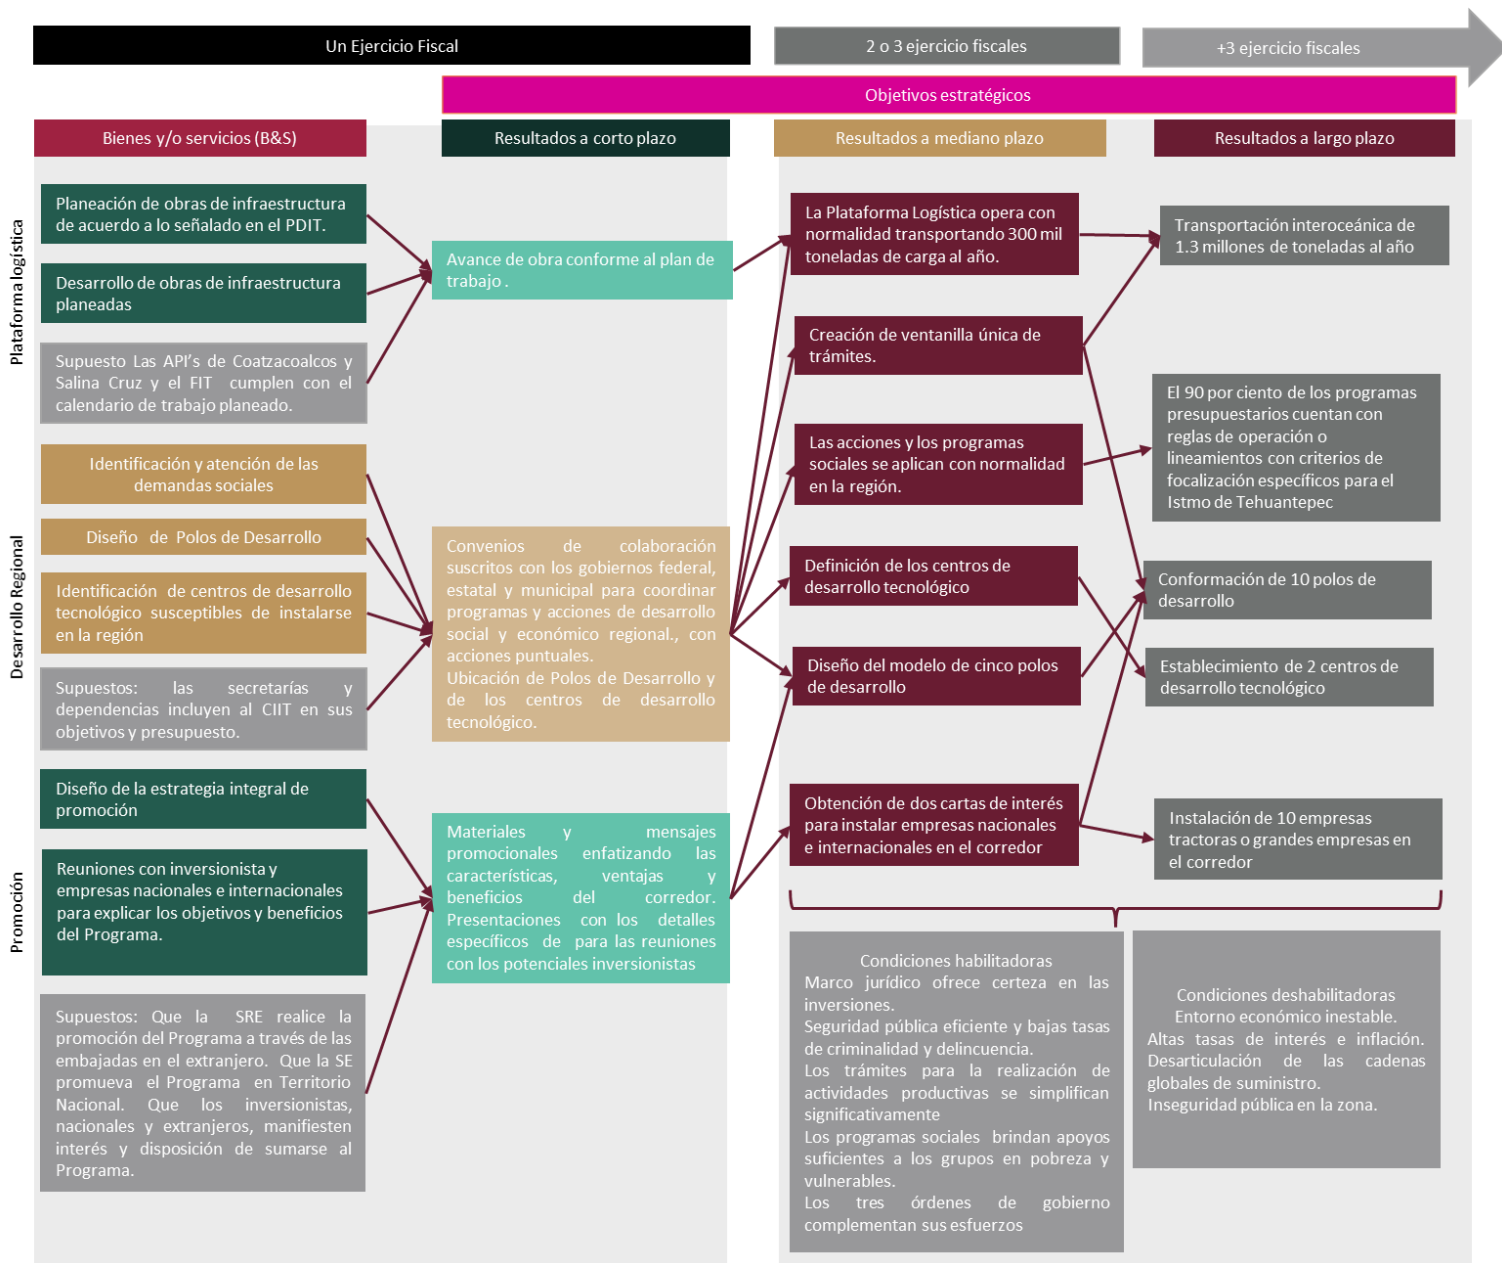 Un Ejercicio Fiscal
2 o 3 ejercicio fiscales
+3 ejercicio fiscales
Objetivos estratégicos
Bienes y/o servicios (B&S)
Resultados a corto plazo
Resultados a mediano plazo
Resultados a largo plazo
Plataforma logística
Planeación de obras de infraestructura
de acuerdo a lo señalado en el PDIT.
Desarrollo de obras de infraestructura
planeadas
Supuesto Las API's de Coatzacoalcos y
Salina Cruz y el FIT cumplen con el
calendario de trabajo planeado.
Avance de obra conforme al plan de
trabajo .
La Plataforma Logística opera con
normalidad transportando 300 mil
toneladas de carga al año.
Transportación interoceánica de
1.3 millones de toneladas al año
Creación de ventanilla única de
trámites.
Las acciones y los programas
sociales se aplican con normalidad
en la región.
El 90 por ciento de los programas
presupuestarios cuentan con
reglas de operación o
lineamientos con criterios de
focalización específicos para el
Istmo de Tehuantepec
Desarrollo Regional
Identificación y atención de las
demandas sociales
Diseño de Polos de Desarrollo
Identificación de centros de desarrollo
tecnológico susceptibles de instalarse
en la región
Supuestos: las secretarías y
dependencias incluyen al CIIT en sus
objetivos y presupuesto.
Convenios de colaboración
suscritos con los gobiernos federal,
estatal y municipal para coordinar
programas y acciones de desarrollo
social y económico regional., con
acciones puntuales.
Ubicación de Polos de Desarrollo y
de los centros de desarrollo
tecnológico.
Definición de los centros de
desarrollo tecnológico
Conformación de 10 polos de
desarrollo
Diseño del modelo de cinco polos
de desarrollo
Establecimiento de 2 centros de
desarrollo tecnológico
Promoción
Diseño de la estrategia integral de
promoción
Reuniones con inversionista y
empresas nacionales e internacionales
para explicar los objetivos y beneficios
del Programa.
Supuestos: Que la SRE realice la
promoción del Programa a través de las
embajadas en el extranjero. Que la SE
promueva el Programa en Territorio
Nacional. Que los inversionistas,
nacionales y extranjeros, manifiesten
interés y disposición de sumarse al
Programa.
Materiales y mensajes
promocionales enfatizando las
características, ventajas y
beneficios del corredor.
Presentaciones con los detalles
específicos de para las reuniones
con los potenciales inversionistas
Obtención de dos cartas de interés
para instalar empresas nacionales
e internacionales en el corredor
Instalación de 10 empresas
tractoras o grandes empresas en
el corredor
Condiciones habilitadoras
Marco jurídico ofrece certeza en las
inversiones.
Seguridad pública eficiente y bajas tasas
de criminalidad y delincuencia.
Los trámites para la realización de
actividades productivas se simplifican
significativamente
Los programas sociales brindan apoyos
suficientes a los grupos en pobreza y
vulnerables.
Los tres órdenes de gobierno
complementan sus esfuerzos
Condiciones deshabilitadoras
Entorno económico inestable.
Altas tasas de interés e inflación.
Desarticulación de las cadenas
globales de suministro.
Inseguridad pública en la zona.